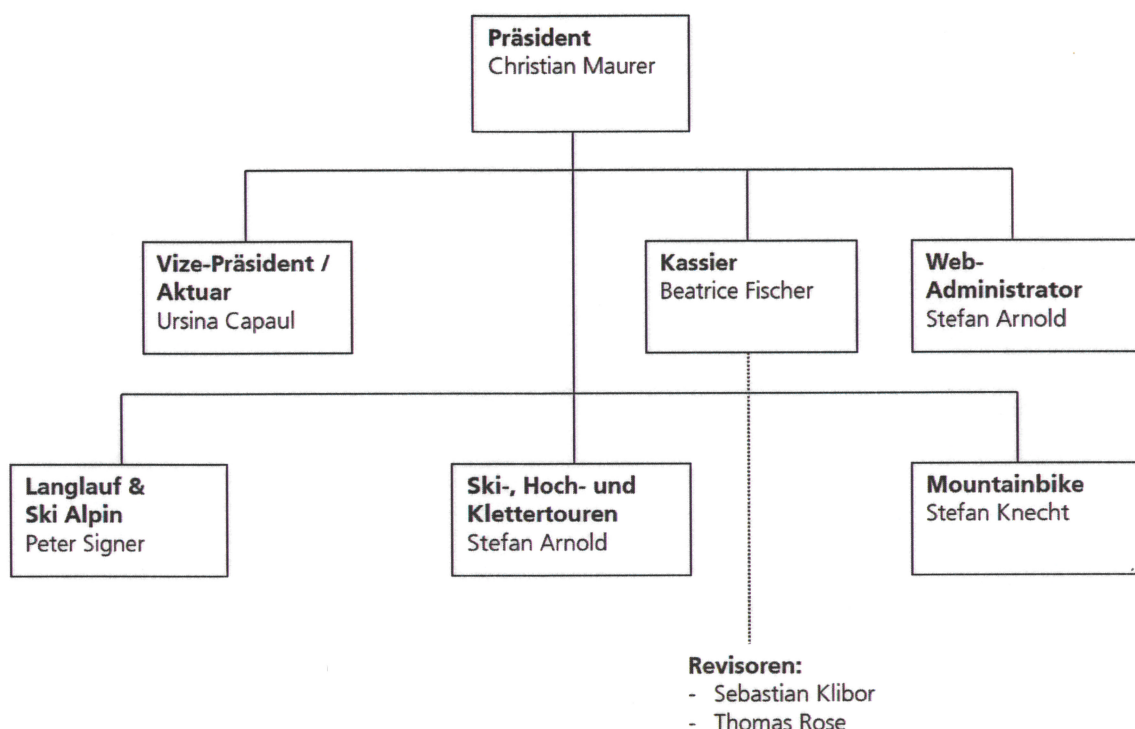 Präsident
Christian Maurer
Vize-Präsident /
Aktuar
Ursina Capaul
Kassier
Beatrice Fischer
Web-
Administrator
Stefan Arnold
Langlauf &
Ski Alpin
Peter Signer
Ski-, Hoch- und
Klettertouren
Stefan Arnold
Mountainbike
Stefan Knecht
Revisoren:
- Sebastian Klibor
- Thomas Rose